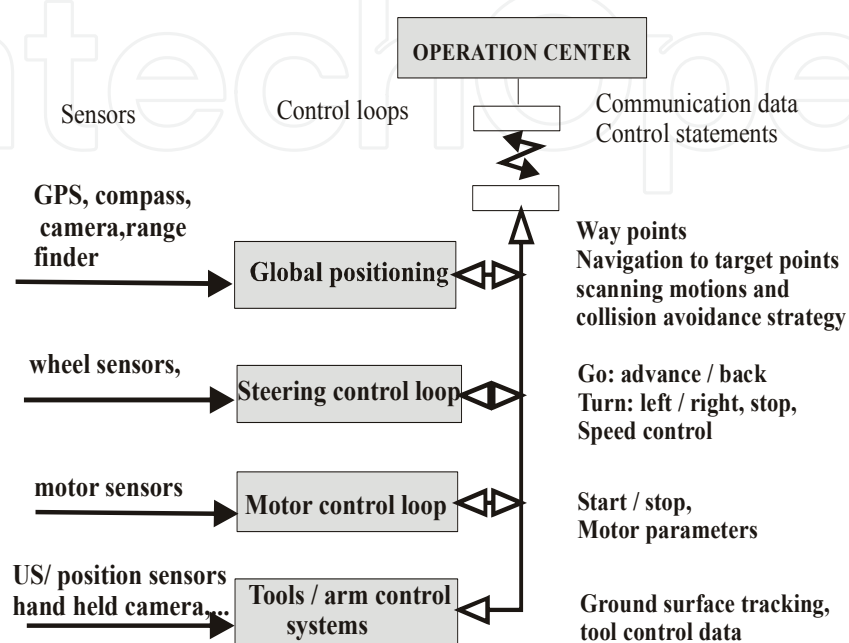 ntechOpe
OPERATION CENTER
Sensors
Control loops
Communication data
Control statements
GPS, compass,
camera,range
finder
Global positioning
Way points
Navigation to target points
scanning motions and
collision avoidance strategy
wheel sensors,
Steering control loop
Go: advance / back
Turn: left / right, stop,
Speed control
motor sensors
Motor control loop
Start / stop,
Motor parameters
US/ position sensors
hand held camera,...
Tools / arm control
systems
Ground surface tracking,
tool control data